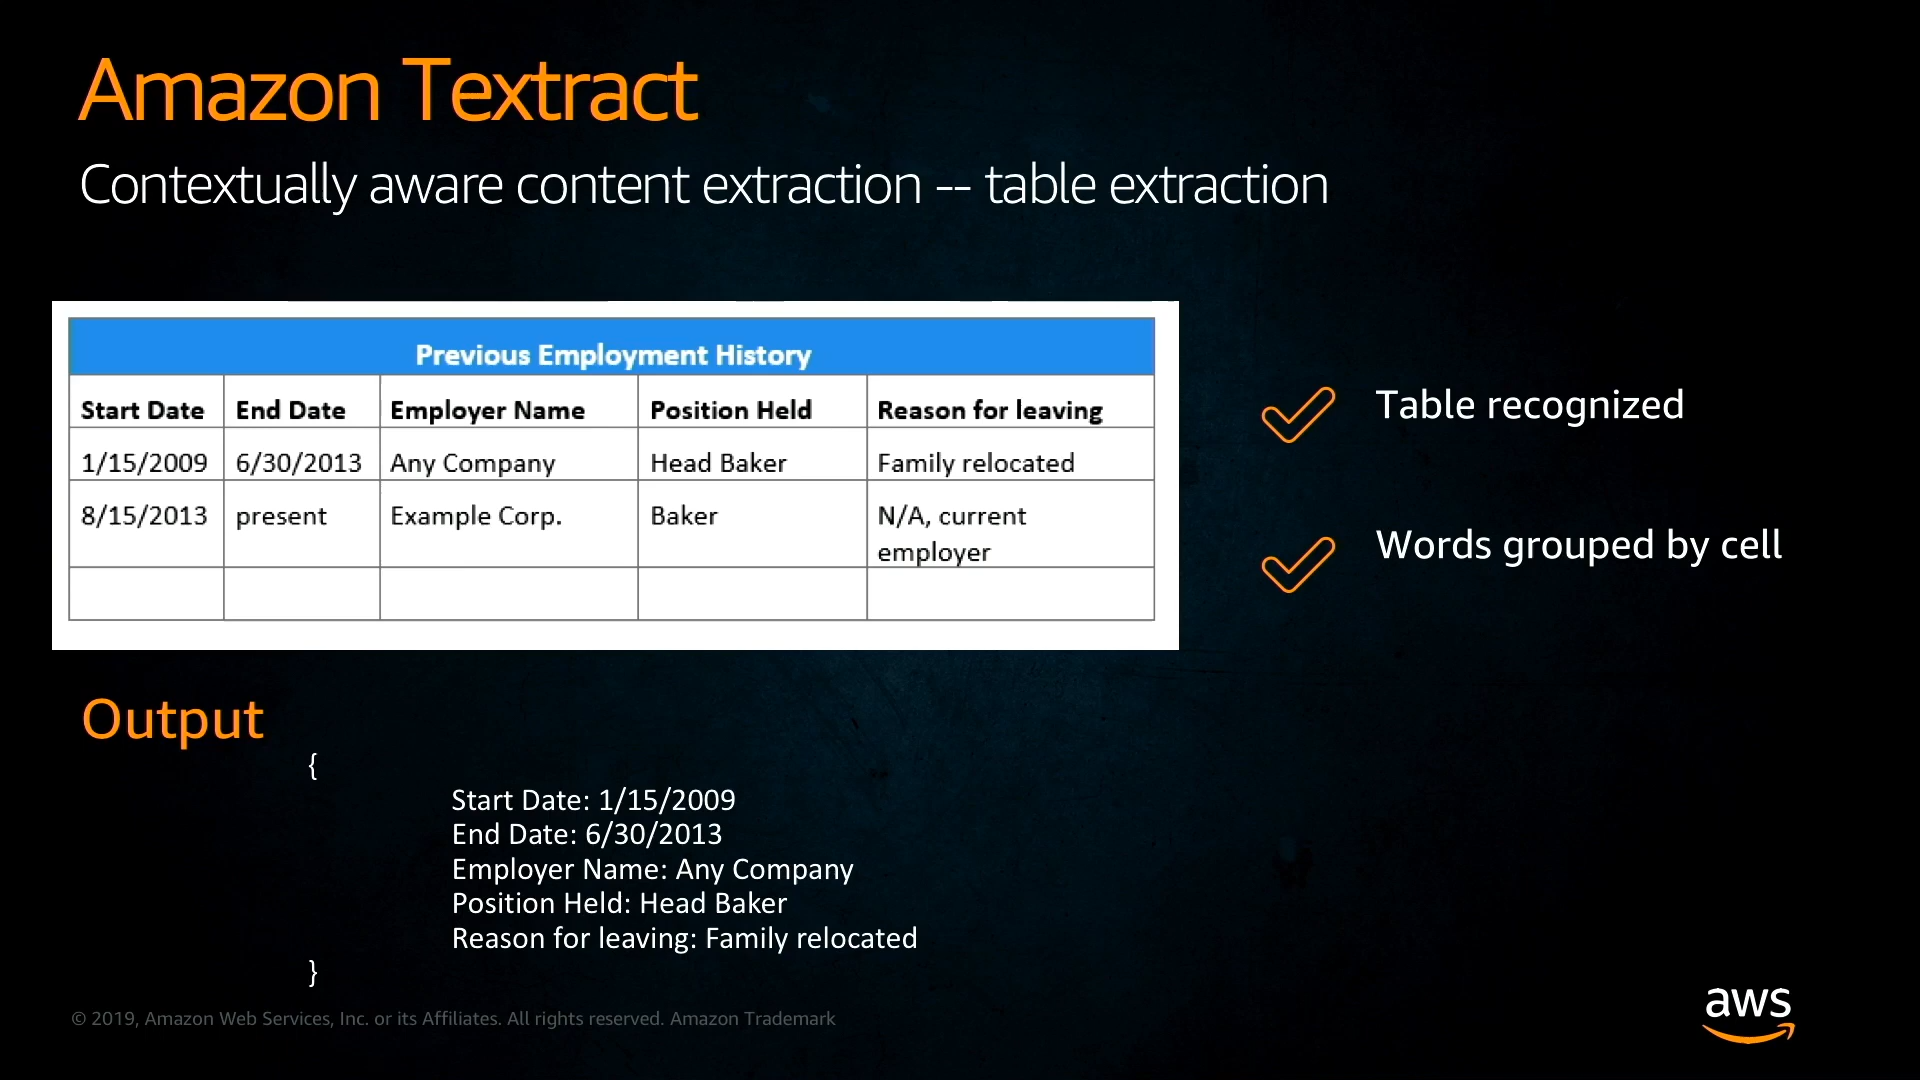 Amazon Textract
Contextually aware content extraction -- table extraction
Previous Employment History
Start Date End Date Employer Name Position Held Reason for leaving
1/15/2009 6/30/2013 Any Company Head Baker Family relocated
8/15/2013 present Example Corp. Baker N/A, current
employer
Table recognized
Words grouped by cell
Output
{
Start Date: 1/15/2009
End Date: 6/30/2013
Employer Name: Any Company
Position Held: Head Baker
Reason for leaving: Family relocated
}
© 2019, Amazon Web Services, Inc. or its Affiliates. All rights reserved. Amazon Trademark
aws